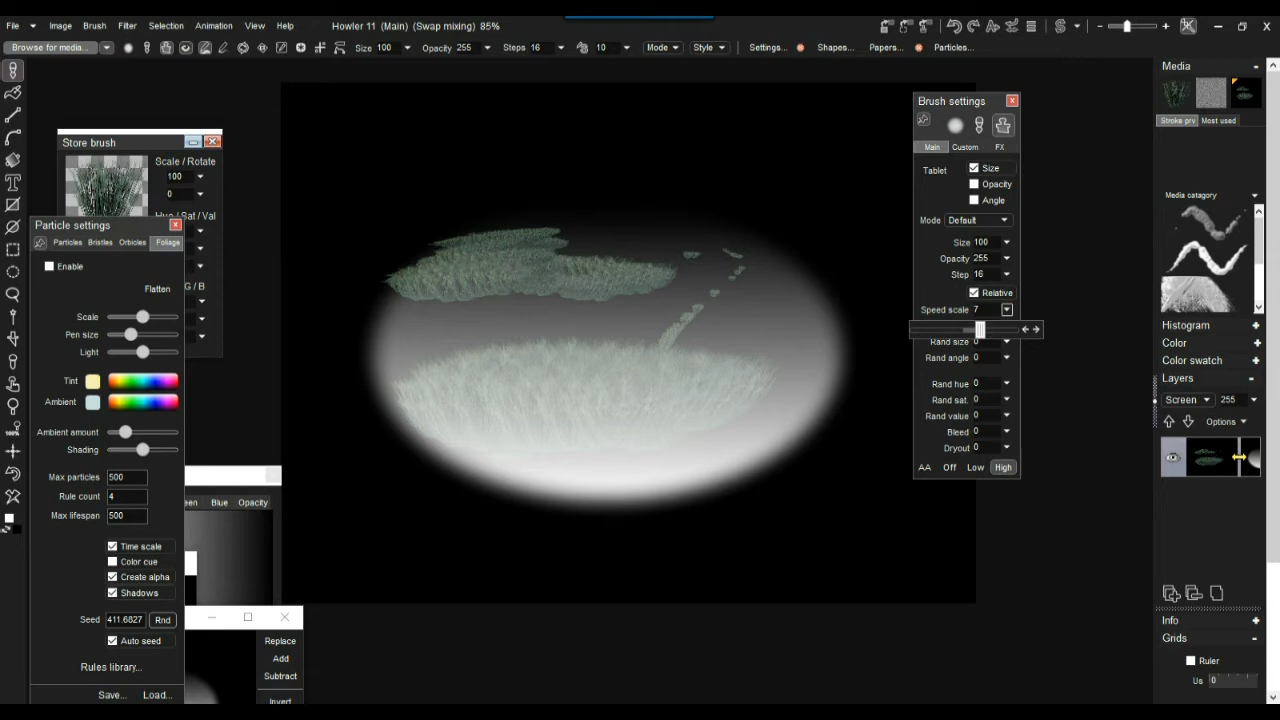 File Image Brush Filter Selection Animation View Help Howler 11 (Main) (Swap mixing) 85%
Browse for media... Size 100 Opacity 255 Steps 16 10 Mode Style Settings... Shapes... Papers... Particles...
Media
Stroke prv Most used
Media catagory
Histogram
Color
Color swatch
Layers
Screen 255
Options
Info
Grids
Ruler
Us 0
Store brush
Scale / Rotate
100
0
Hue / Sat / Val
G / B
Particle settings
Particles Bristles Orbicles Foliage
Enable
Flatten
Scale
Pen size
Light
Tint
Ambient
Ambient amount
Shading
Max particles 500
Rule count 4
Max lifespan 500
Time scale
Color cue
Create alpha
Shadows
Seed 411.6827 Rnd
Auto seed
Rules library...
Save... Load...
een Blue Opacity
Replace
Add
Subtract
Invert
Brush settings
Main Custom FX
Tablet Size
Opacity
Angle
Mode Default
Size 100
Opacity 255
Step 16
Relative
Speed scale 7
Rand size 0
Rand angle 0
Rand hue 0
Rand sat. 0
Rand value 0
Bleed 0
Dryout 0
AA Off Low High